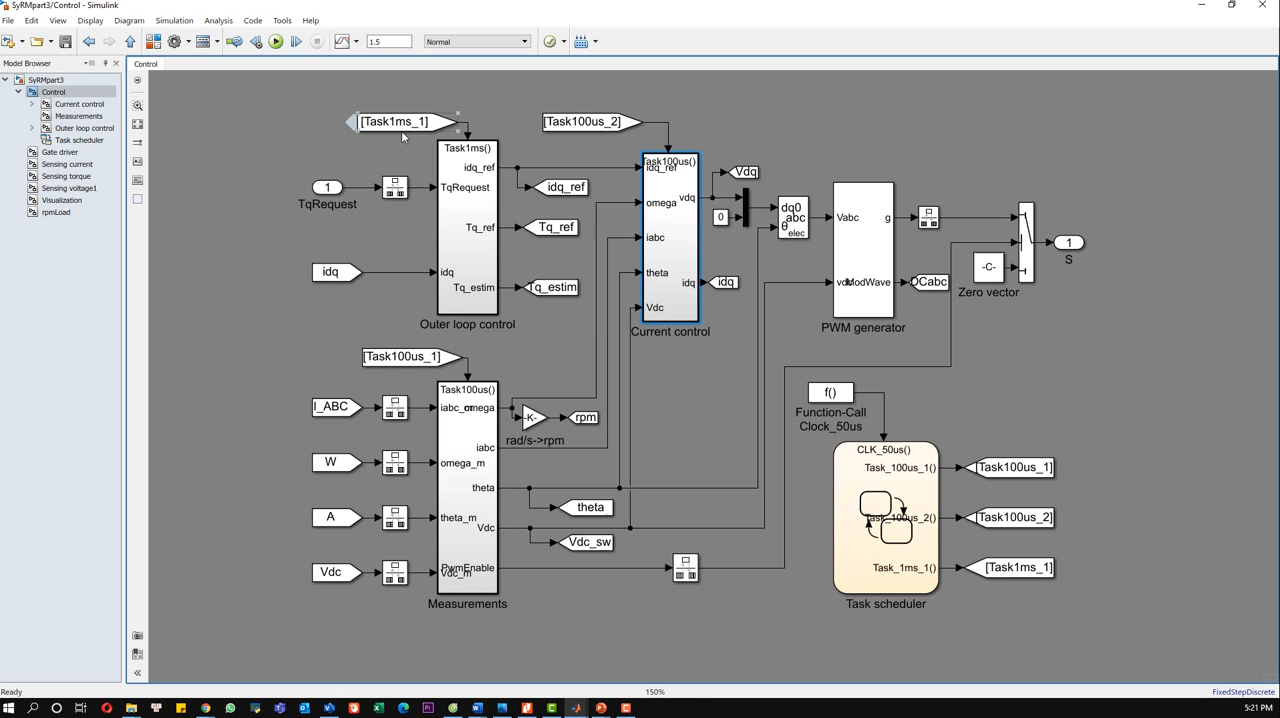 SyRMpart3/Control - Simulink
File Edit View Display Diagram Simulation Analysis Code Tools Help
1.5
Normal
Model Browser
Control
SyRMpart3
Control
Current control
Measurements
Outer loop control
Task scheduler
Gate driver
Sensing current
Sensing torque
Sensing voltage1
Visualization
rpmLoad
[Task1ms_1]
[Task100us_2]
Task1ms()
idq_ref
TqRequest
Tq_ref
idq
Tq_estim
Outer loop control
1
TqRequest
idq
idq_ref
Tq_ref
Tq_estim
Task100us()
idq_ref
omega
iabc
theta
Vdc
vdq
idq
Current control
Vdq
0
idq
dq0
abc
θ
elec
Vabc
g
vdc
ModWave
PWM generator
DCabc
-C-
Zero vector
1
S
[Task100us_1]
Task100us()
iabc_m
omega
iabc
omega_m
theta
theta_m
Vdc
PwmEnable
Vdc_m
Measurements
I_ABC
W
A
Vdc
-K-
rad/s->rpm
rpm
theta
Vdc_sw
f()
Function-Call
Clock_50us
CLK_50us()
Task_100us_1()
Task_100us_2()
Task_1ms_1()
Task scheduler
[Task100us_1]
[Task100us_2]
[Task1ms_1]
Ready
150%
FixedStepDiscrete
5:21 PM